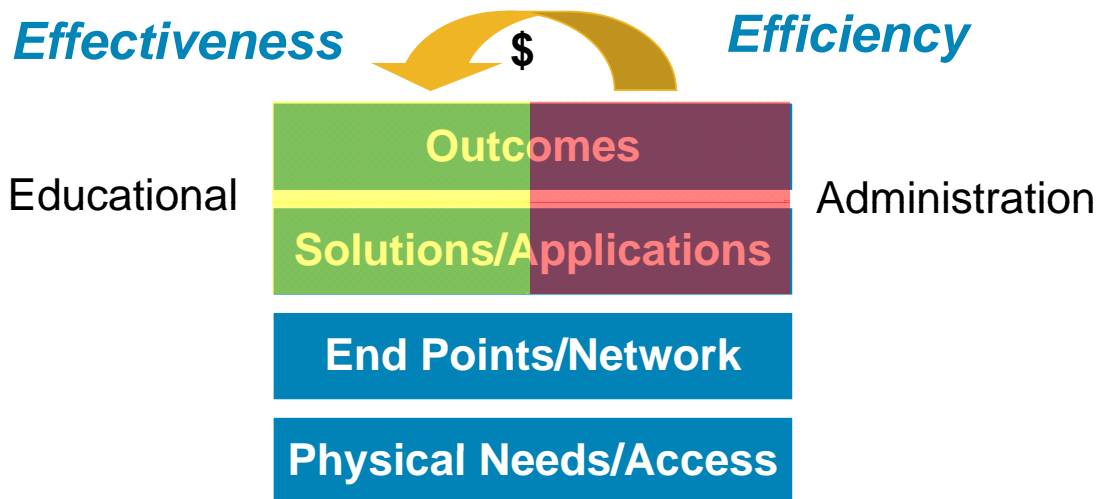 Effectiveness
$
Efficiency
Outcomes
Educational
Administration
Solutions/Applications
End Points/Network
Physical Needs/Access